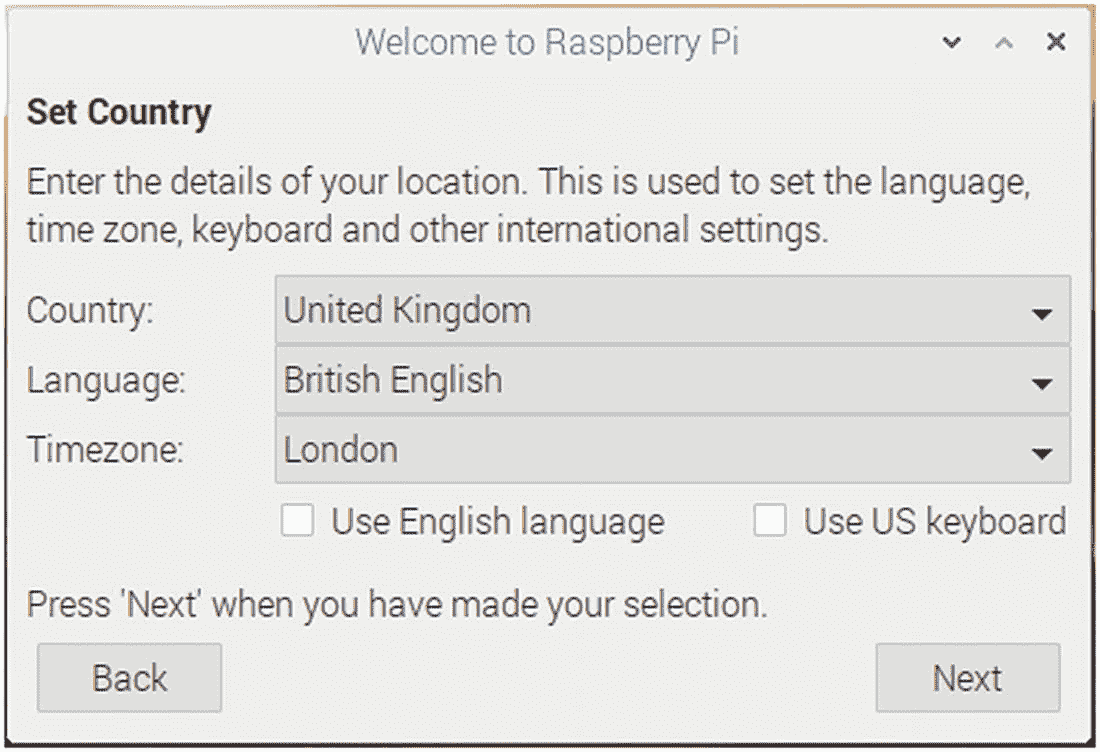 Welcome to Raspberry Pi
Set Country
Enter the details of your location. This is used to set the language,
time zone, keyboard and other international settings.
Country: United Kingdom
Language: British English
Timezone: London
Use English language Use US keyboard
Press 'Next' when you have made your selection.
Back Next